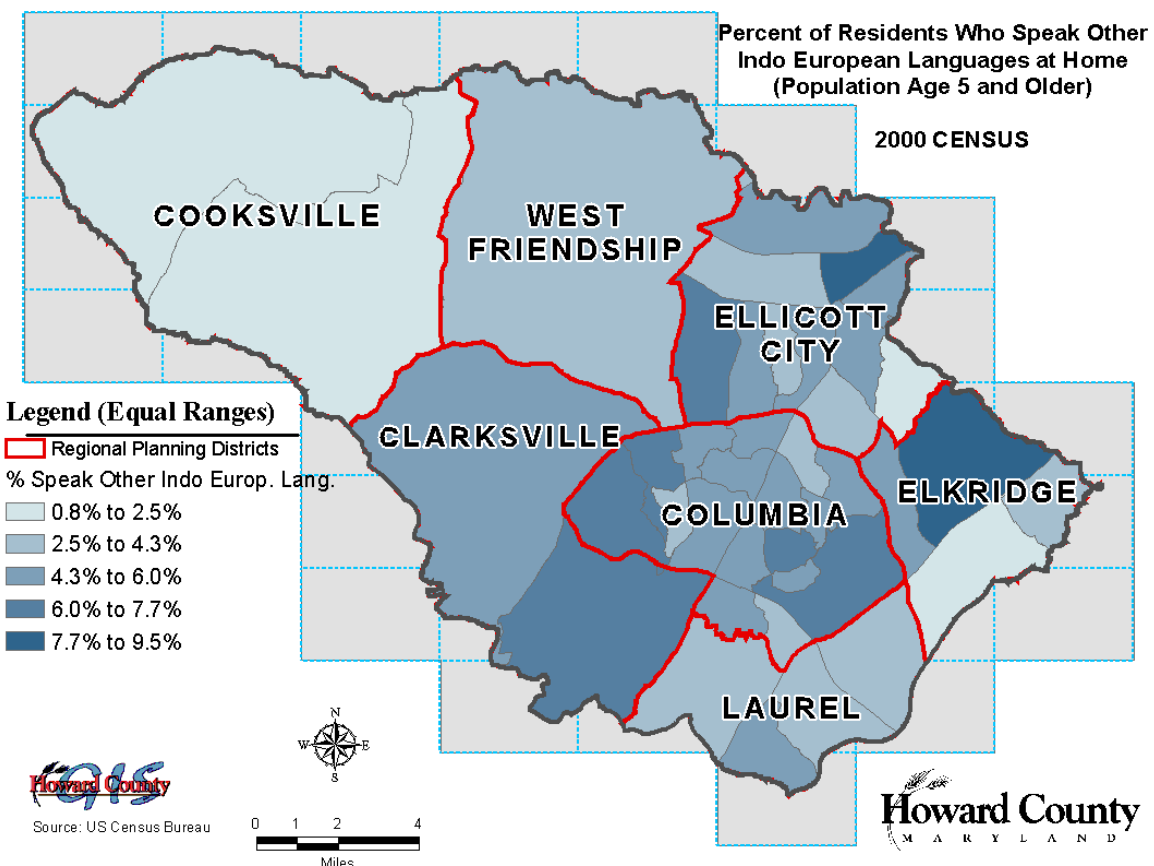 Percent of Residents Who Speak Other
Indo European Languages at Home
(Population Age 5 and Older)
2000 CENSUS
COOKSVILLE
WEST
FRIENDSHIP
ELLICOTT
CITY
CLARKSVILLE
COLUMBIA
ELKRIDGE
LAUREL
Legend (Equal Ranges)
Regional Planning Districts
% Speak Other Indo Europ. Lang.
0.8% to 2.5%
2.5% to 4.3%
4.3% to 6.0%
6.0% to 7.7%
7.7% to 9.5%
N
W E
S
Howard County
GIS
Source: US Census Bureau
0 1 2 4
Miles
Howard County
MARYLAND